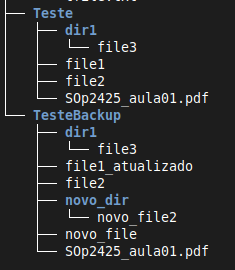 Teste
dir1
file3
file1
file2
SOp2425_aula01.pdf
TesteBackup
dir1
file3
file1_atualizado
file2
novo_dir
novo_file2
novo_file
SOp2425_aula01.pdf